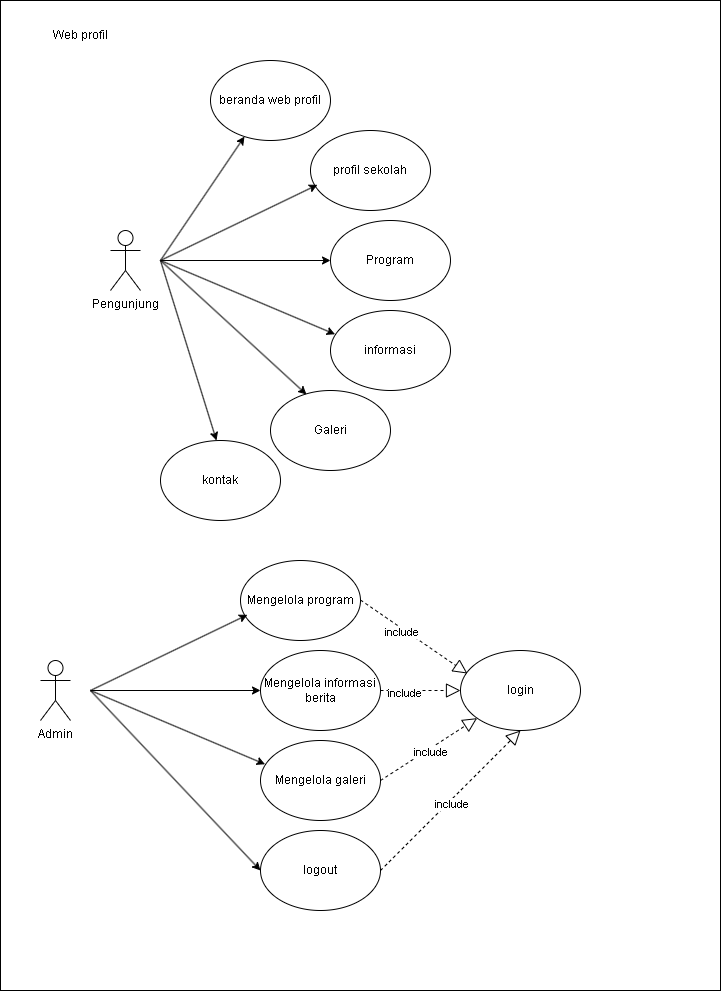 Web profil
beranda web profil
profil sekolah
Program
Pengunjung
informasi
Galeri
kontak
Mengelola program
include
Mengelola informasi
berita
include
login
Admin
include
Mengelola galeri
include
logout